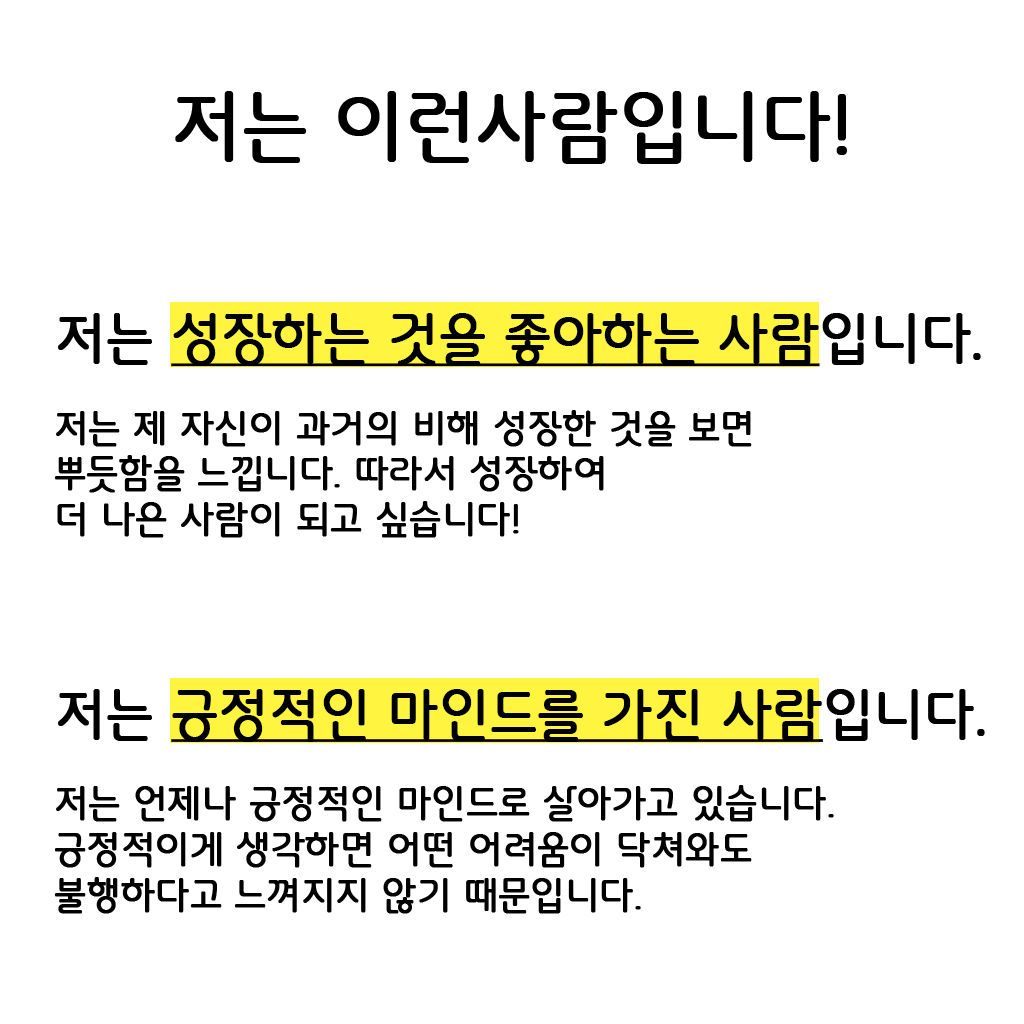 저는 이런사람입니다!
저는 성장하는 것을 좋아하는 사람입니다.
저는 제 자신이 과거의 비해 성장한 것을 보면
뿌듯함을 느낍니다. 따라서 성장하여
더 나은 사람이 되고 싶습니다!
저는 긍정적인 마인드를 가진 사람입니다.
저는 언제나 긍정적인 마인드로 살아가고 있습니다.
긍정적이게 생각하면 어떤 어려움이 닥쳐와도
불행하다고 느껴지지 않기 때문입니다.